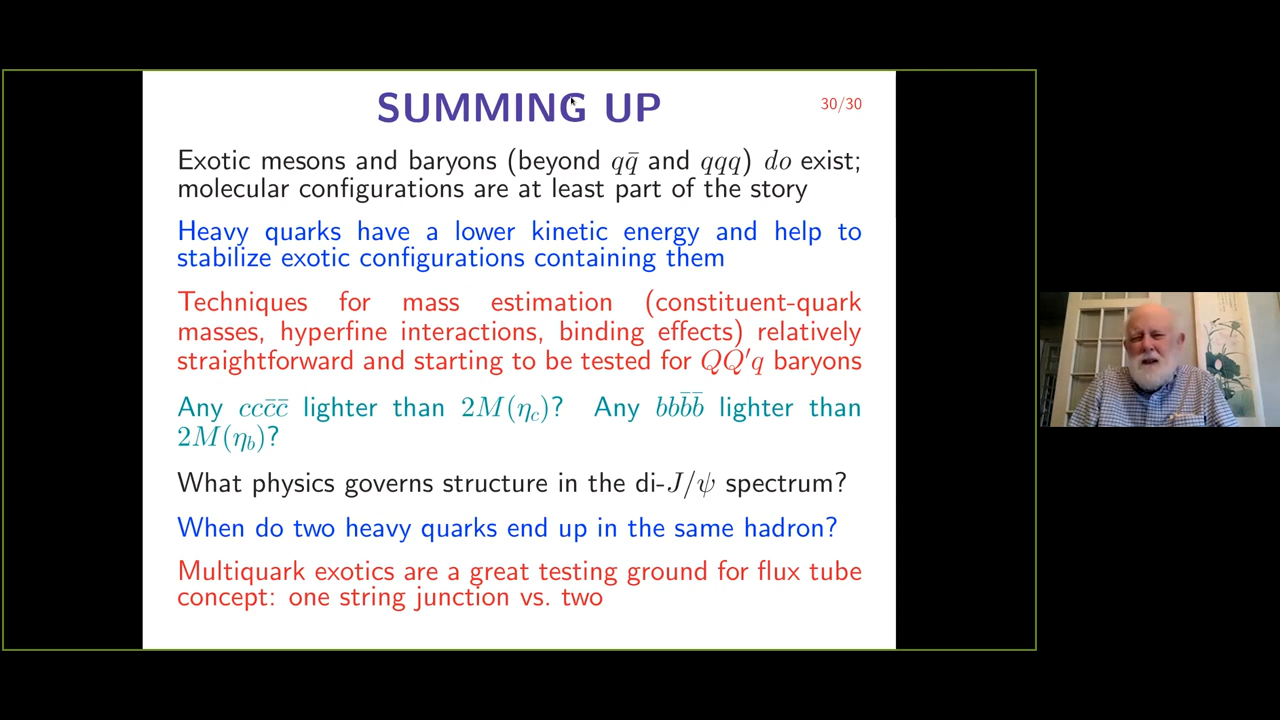 SUMMING UP
30/30
Exotic mesons and baryons (beyond qq̄ and qqq) do exist;
molecular configurations are at least part of the story
Heavy quarks have a lower kinetic energy and help to
stabilize exotic configurations containing them
Techniques for mass estimation (constituent-quark
masses, hyperfine interactions, binding effects) relatively
straightforward and starting to be tested for QQ′q baryons
Any ccc̄c̄ lighter than 2M(η_c)? Any bbb̄b̄ lighter than
2M(η_b)?
What physics governs structure in the di-J/ψ spectrum?
When do two heavy quarks end up in the same hadron?
Multiquark exotics are a great testing ground for flux tube
concept: one string junction vs. two